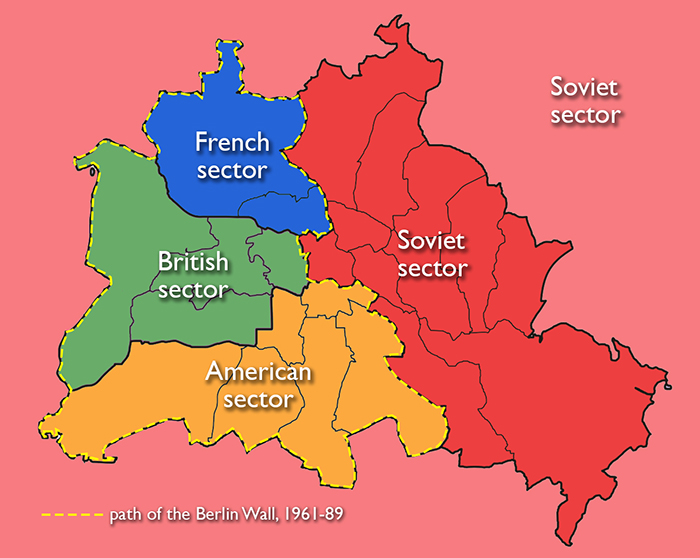 Soviet
sector
French
sector
Soviet
sector
British
sector
American
sector
path of the Berlin Wall, 1961-89